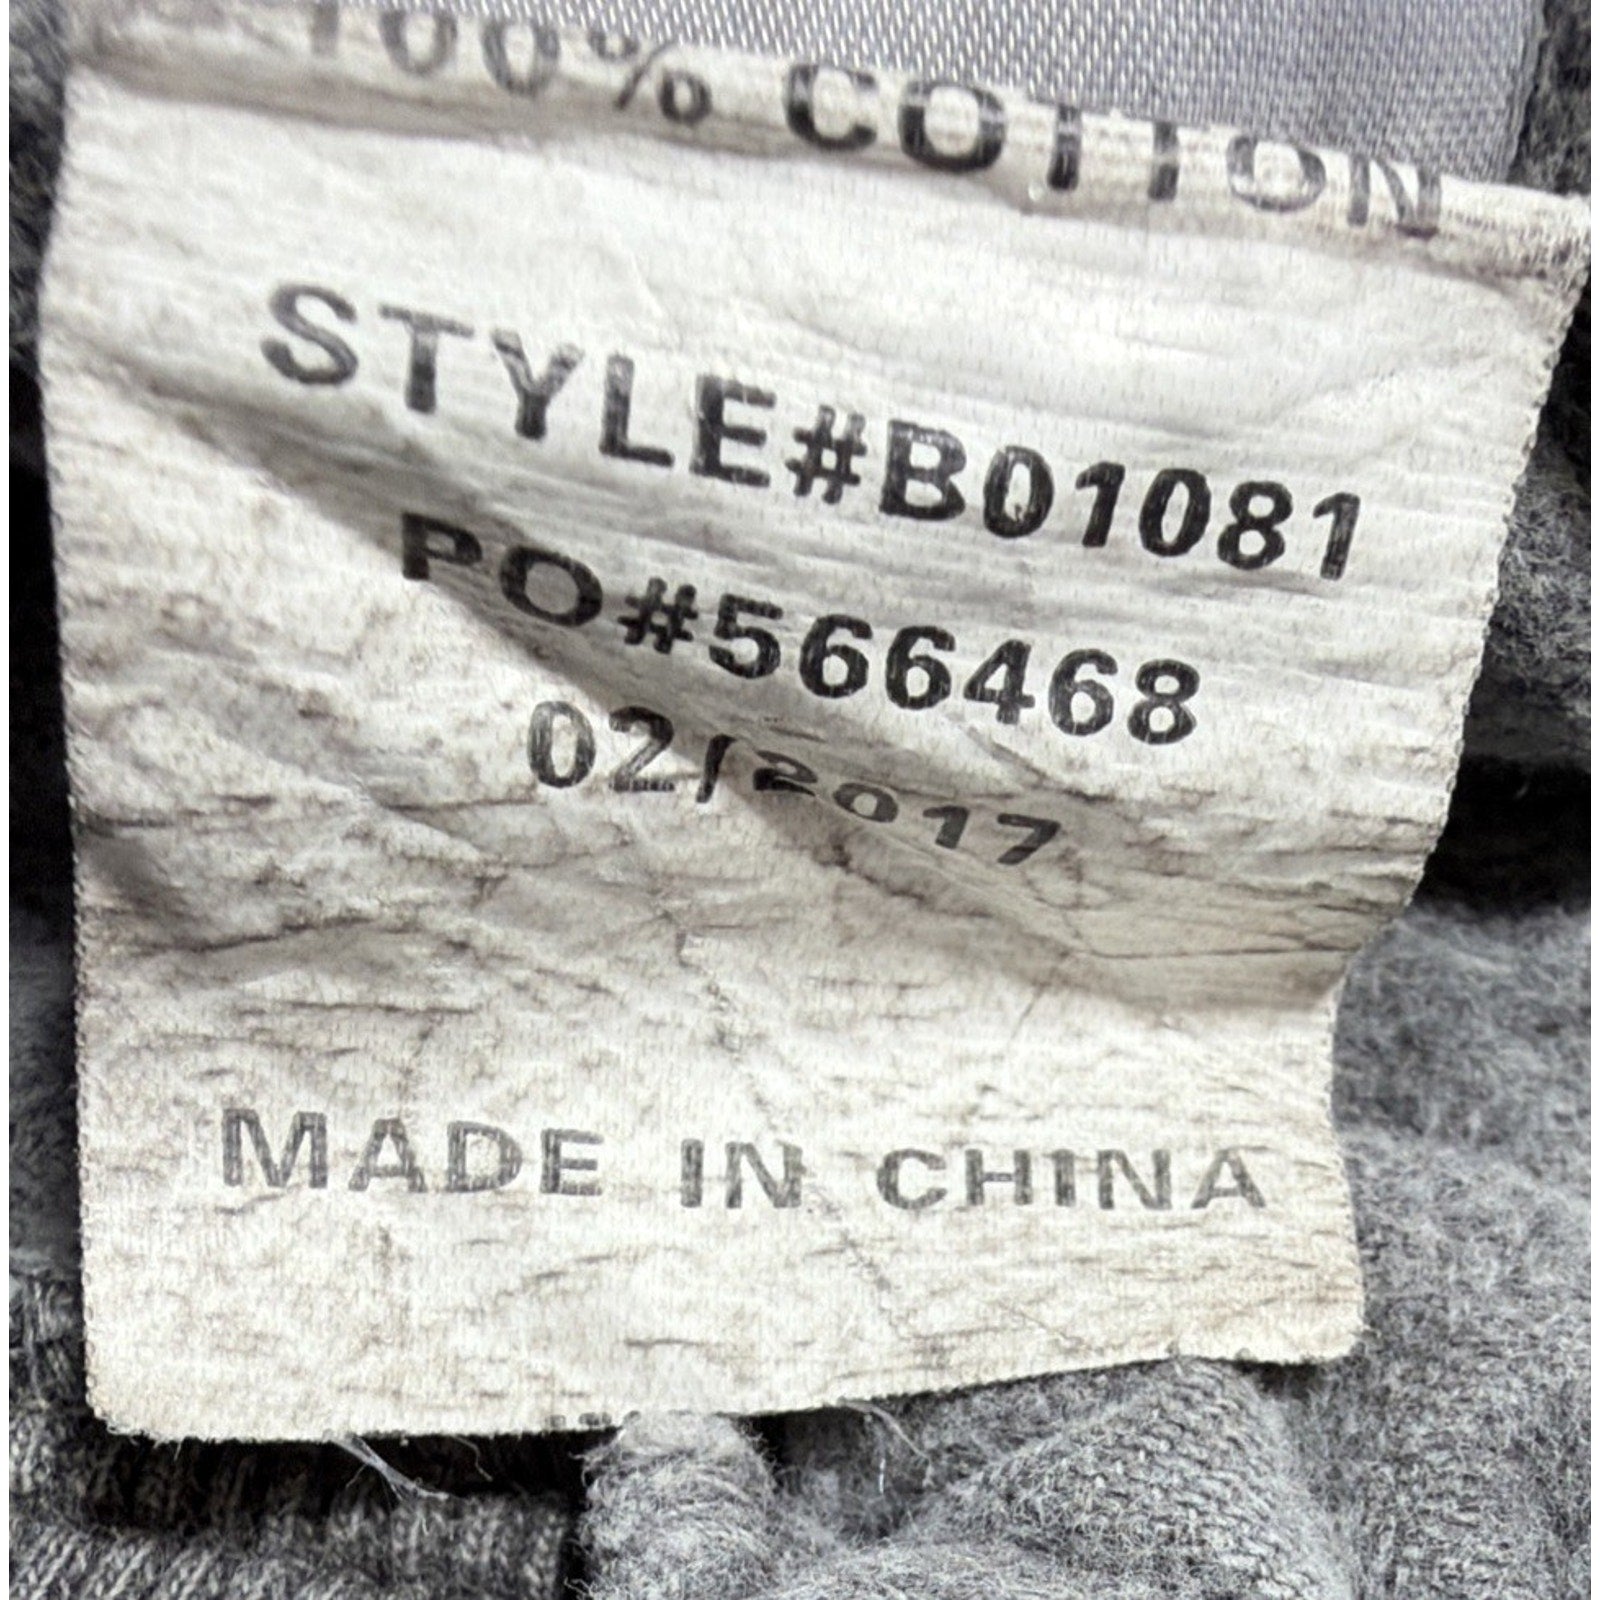 100% COTTON
STYLE#B01081
PO#566468
02/2017
MADE IN CHINA